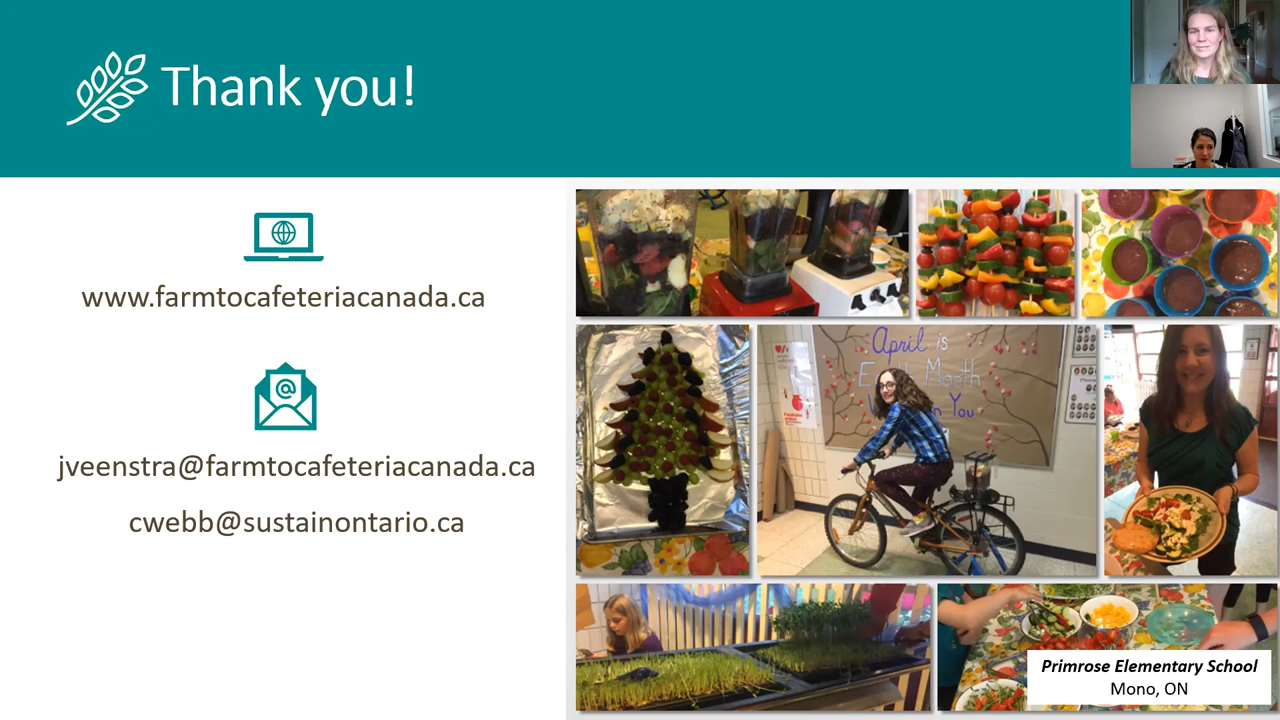 Thank you!
www.farmtocafeteriacanada.ca
@
jveenstra@farmtocafeteriacanada.ca
cwebb@sustainontario.ca
April is
Earth Month
You
Primrose Elementary School
Mono, ON